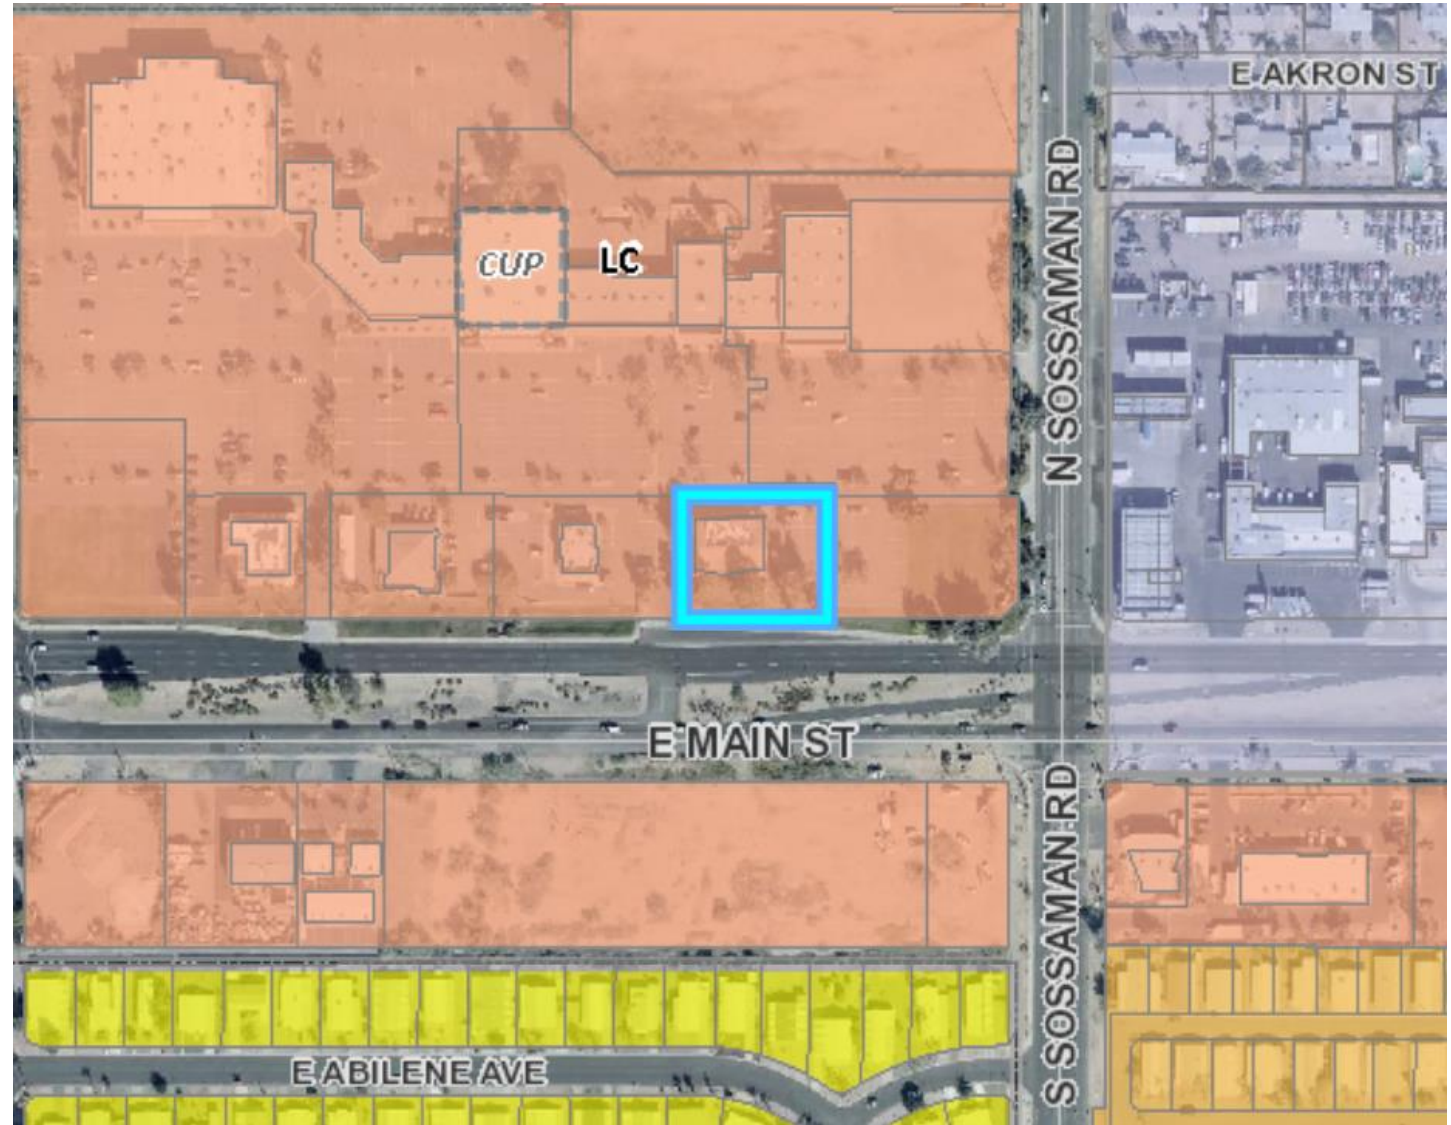 E AKRON ST
N SOSSAMAN RD
CUP
LC
E MAIN ST
S SOSSAMAN RD
E ABILENE AVE